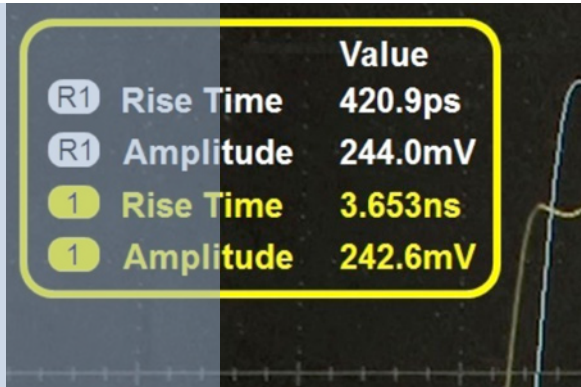 Value
R1 Rise Time 420.9ps
R1 Amplitude 244.0mV
1 Rise Time 3.653ns
1 Amplitude 242.6mV